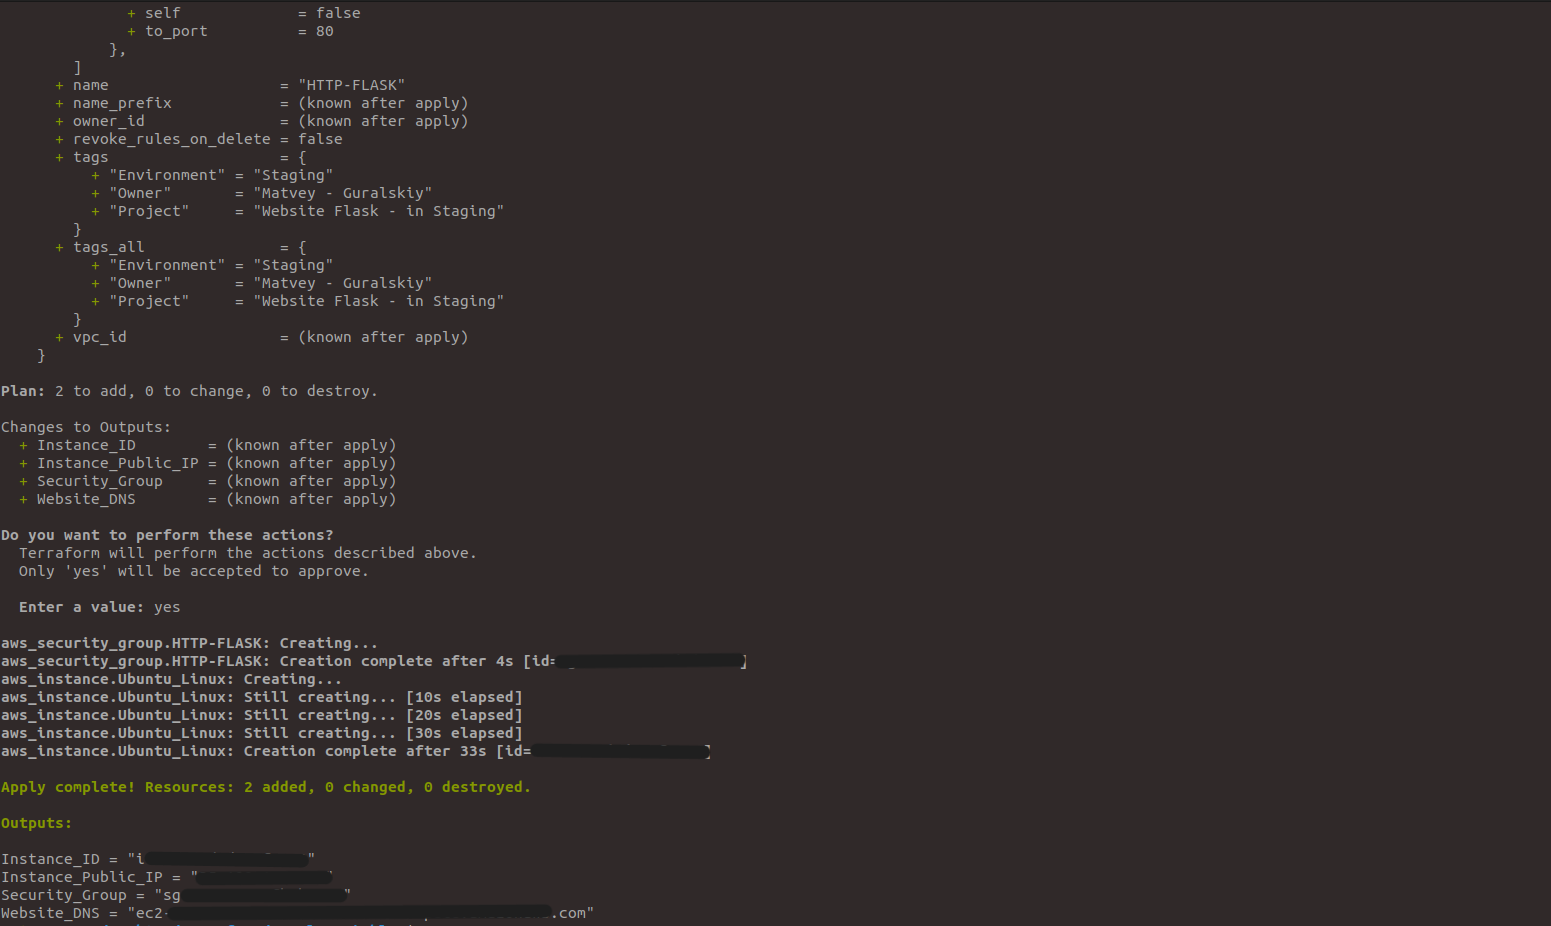 + self = false
+ to_port = 80
},
]
+ name = "HTTP-FLASK"
+ name_prefix = (known after apply)
+ owner_id = (known after apply)
+ revoke_rules_on_delete = false
+ tags = {
+ "Environment" = "Staging"
+ "Owner" = "Matvey - Guralskiy"
+ "Project" = "Website Flask - in Staging"
}
+ tags_all = {
+ "Environment" = "Staging"
+ "Owner" = "Matvey - Guralskiy"
+ "Project" = "Website Flask - in Staging"
}
+ vpc_id = (known after apply)
}
Plan: 2 to add, 0 to change, 0 to destroy.
Changes to Outputs:
+ Instance_ID = (known after apply)
+ Instance_Public_IP = (known after apply)
+ Security_Group = (known after apply)
+ Website_DNS = (known after apply)
Do you want to perform these actions?
Terraform will perform the actions described above.
Only 'yes' will be accepted to approve.
Enter a value: yes
aws_security_group.HTTP-FLASK: Creating...
aws_security_group.HTTP-FLASK: Creation complete after 4s [id=]
aws_instance.Ubuntu_Linux: Creating...
aws_instance.Ubuntu_Linux: Still creating... [10s elapsed]
aws_instance.Ubuntu_Linux: Still creating... [20s elapsed]
aws_instance.Ubuntu_Linux: Still creating... [30s elapsed]
aws_instance.Ubuntu_Linux: Creation complete after 33s [id=]
Apply complete! Resources: 2 added, 0 changed, 0 destroyed.
Outputs:
Instance_ID = "i"
Instance_Public_IP = "
Security_Group = "sg"
Website_DNS = "ec2-.com"